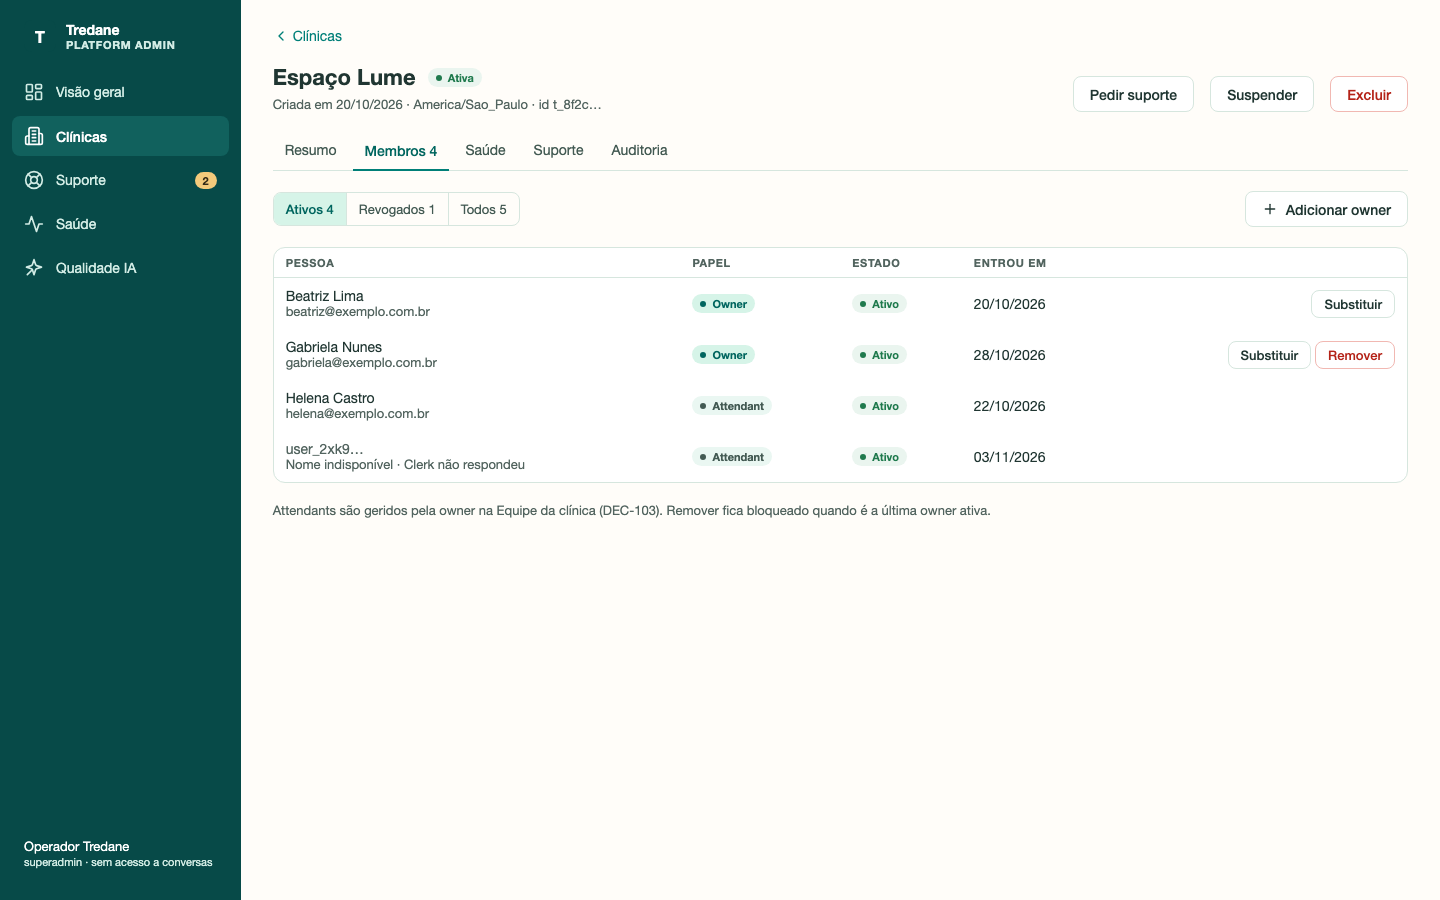 T
Tredane
PLATFORM ADMIN
Visão geral
Clínicas
Suporte
2
Saúde
Qualidade IA
Operador Tredane
superadmin · sem acesso a conversas
Clínicas
Espaço Lume
Ativa
Criada em 20/10/2026 · America/Sao_Paulo · id t_8f2c…
Pedir suporte
Suspender
Excluir
Resumo
Membros 4
Saúde
Suporte
Auditoria
Ativos 4
Revogados 1
Todos 5
Adicionar owner
PESSOA
PAPEL
ESTADO
ENTROU EM
Beatriz Lima
beatriz@exemplo.com.br
Owner
Ativo
20/10/2026
Substituir
Gabriela Nunes
gabriela@exemplo.com.br
Owner
Ativo
28/10/2026
Substituir
Remover
Helena Castro
helena@exemplo.com.br
Attendant
Ativo
22/10/2026
user_2xk9…
Nome indisponível · Clerk não respondeu
Attendant
Ativo
03/11/2026
Attendants são geridos pela owner na Equipe da clínica (DEC-103). Remover fica bloqueado quando é a última owner ativa.